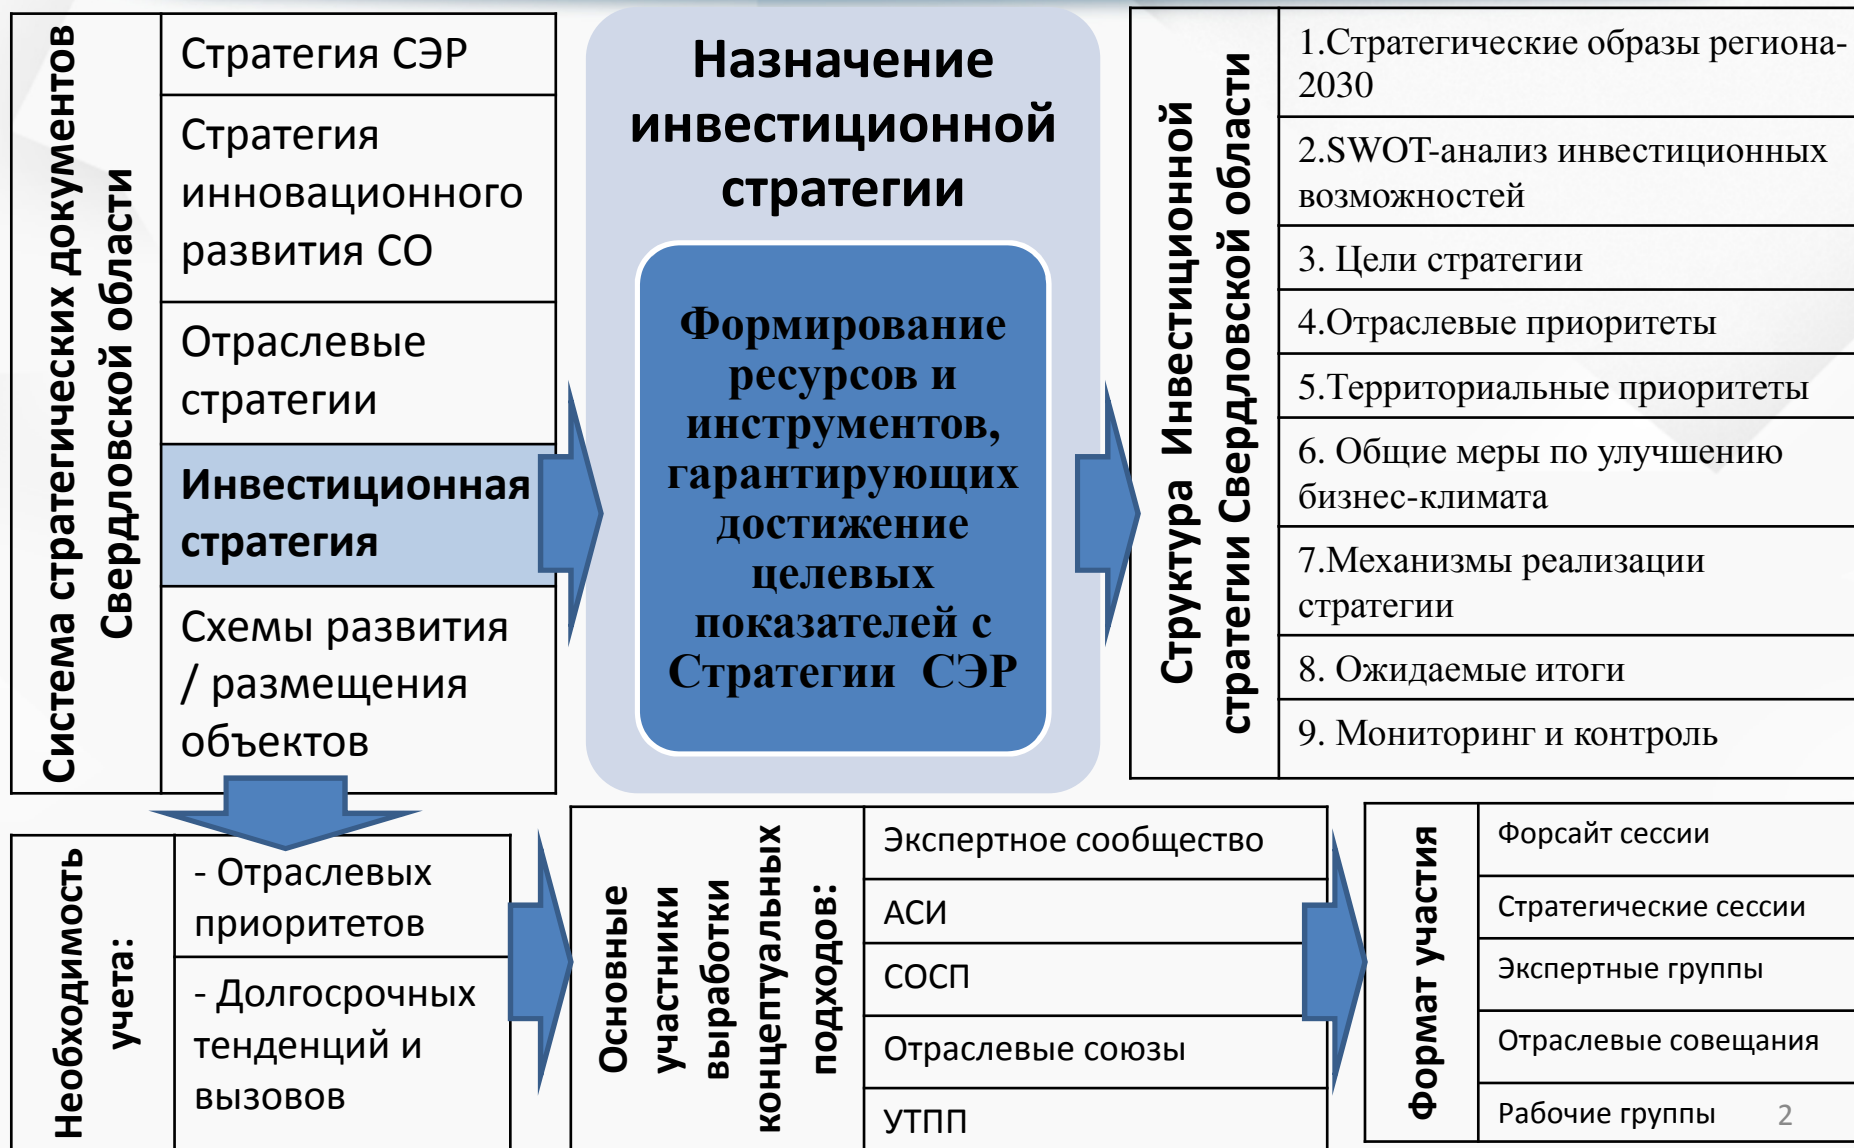 Система стратегических документов
Свердловской области
Стратегия СЭР
Стратегия
инновационного
развития СО
Отраслевые
стратегии
Инвестиционная
стратегия
Схемы развития
/ размещения
объектов
Назначение
инвестиционной
стратегии
Формирование
ресурсов и
инструментов,
гарантирующих
достижение
целевых
показателей с
Стратегии СЭР
Структура Инвестиционной
стратегии Свердловской области
1.Стратегические образы региона-
2030
2.SWOT-анализ инвестиционных
возможностей
3. Цели стратегии
4.Отраслевые приоритеты
5.Территориальные приоритеты
6. Общие меры по улучшению
бизнес-климата
7.Механизмы реализации
стратегии
8. Ожидаемые итоги
9. Мониторинг и контроль
Необходимость
учета:
- Отраслевых
приоритетов
- Долгосрочных
тенденций и
вызовов
Основные
участники
выработки
концептуальных
подходов:
Экспертное сообщество
АСИ
СОСП
Отраслевые союзы
УТПП
Формат участия
Форсайт сессии
Стратегические сессии
Экспертные группы
Отраслевые совещания
Рабочие группы
2